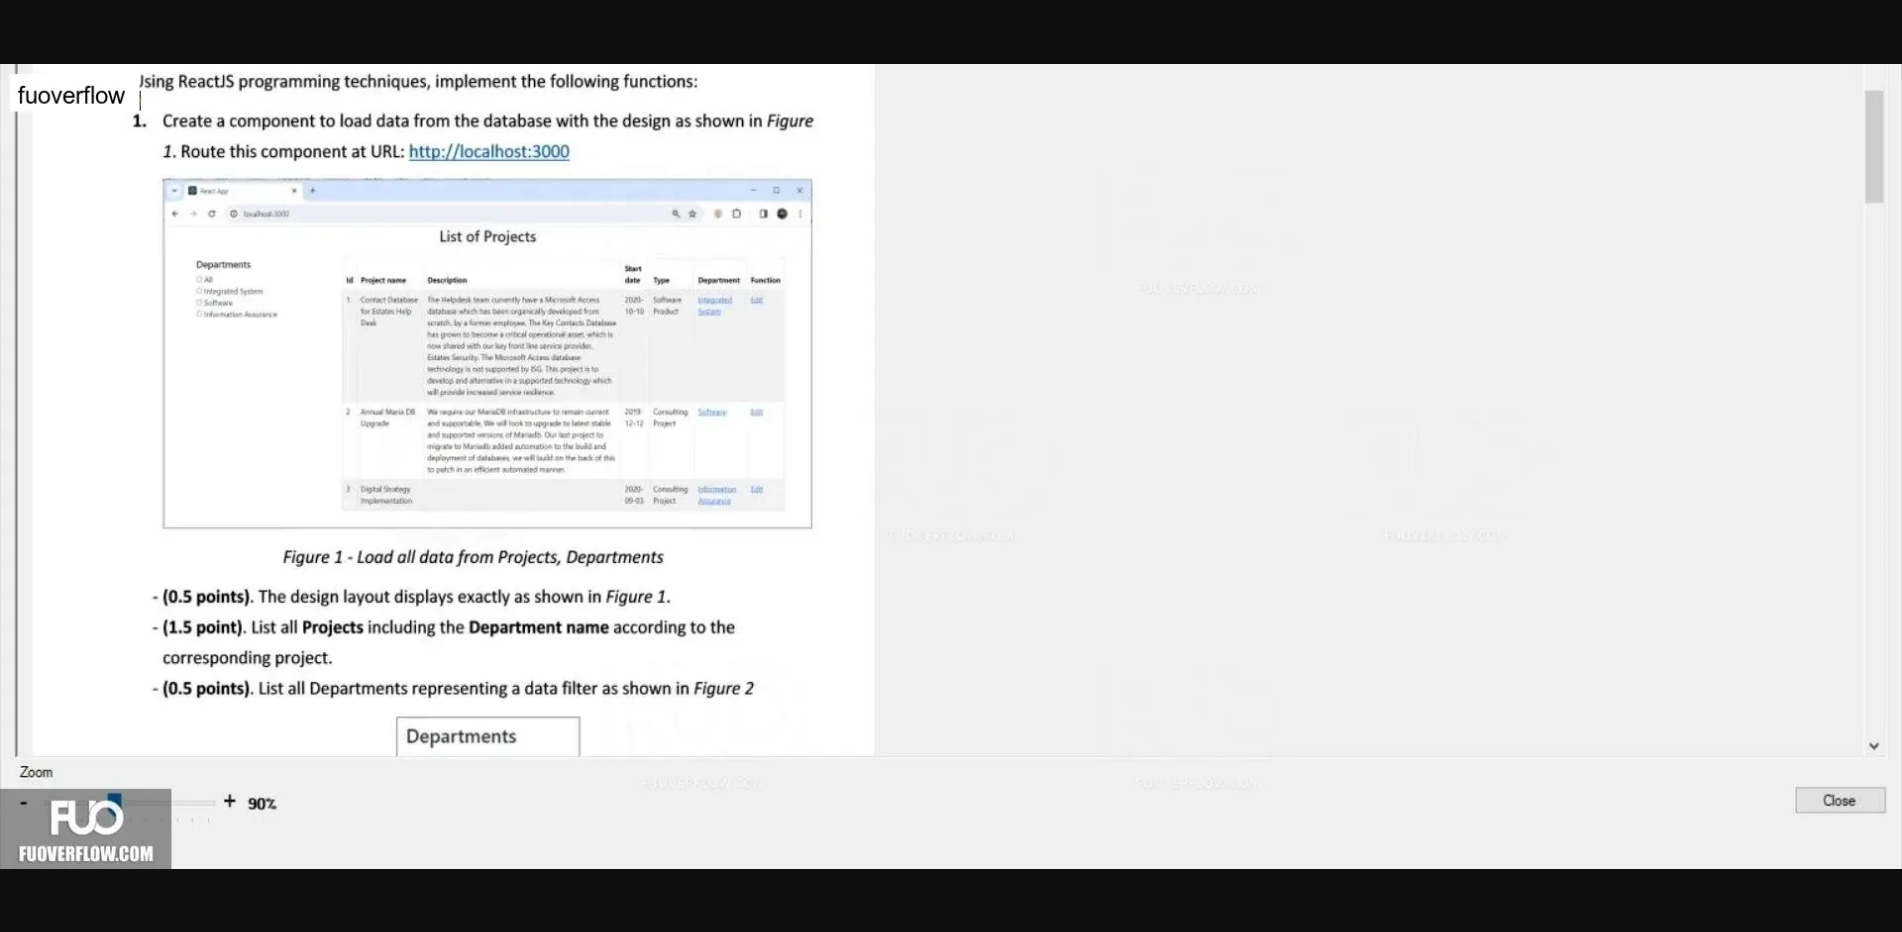 Using ReactJS programming techniques, implement the following functions:
fuoverflow
1. Create a component to load data from the database with the design as shown in Figure
1. Route this component at URL: http://localhost:3000
React App
localhost:3000
List of Projects
Departments
All
Integrated System
Software
Information Assurance
Id Project name Description Start date Type Department Function
1 Contact Database for Estates Help Desk
The Helpdesk team currently have a Microsoft Access
database which has been organically developed from
scratch, by a former employee. The Key Contacts Database
has grown to become a critical operational asset, which is
now shared with our key front line service provider,
Estates Security. The Microsoft Access database
technology is not supported by ISG. This project is to
develop and alternative in a supported technology which
will provide increased service resilience.
2020-10-10 Software Product Integrated System Edit
2 Annual Maria DB Upgrade
We require our MariaDB infrastructure to remain current
and supportable. We will look to upgrade to latest stable
and supported versions of Mariadb. Our last project to
migrate to Mariadb added automation to the build and
deployment of databases, we will build on the back of this
to patch in an efficient automated manner.
2019-12-12 Consulting Project Software Edit
3 Digital Strategy Implementation
2020-09-03 Consulting Project Information Assurance Edit
Figure 1 - Load all data from Projects, Departments
- (0.5 points). The design layout displays exactly as shown in Figure 1.
- (1.5 point). List all Projects including the Department name according to the
corresponding project.
- (0.5 points). List all Departments representing a data filter as shown in Figure 2
Departments
Zoom
- + 90%
Close
FUO
FUOVERFLOW.COM